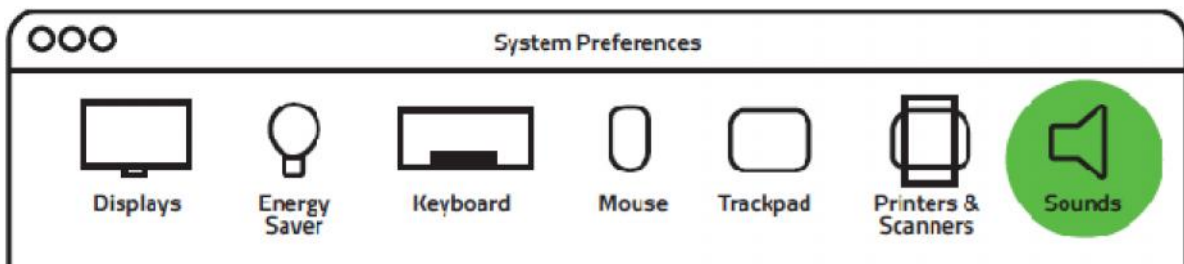 System Preferences
Displays
Energy
Saver
Keyboard
Mouse
Trackpad
Printers &
Scanners
Sounds